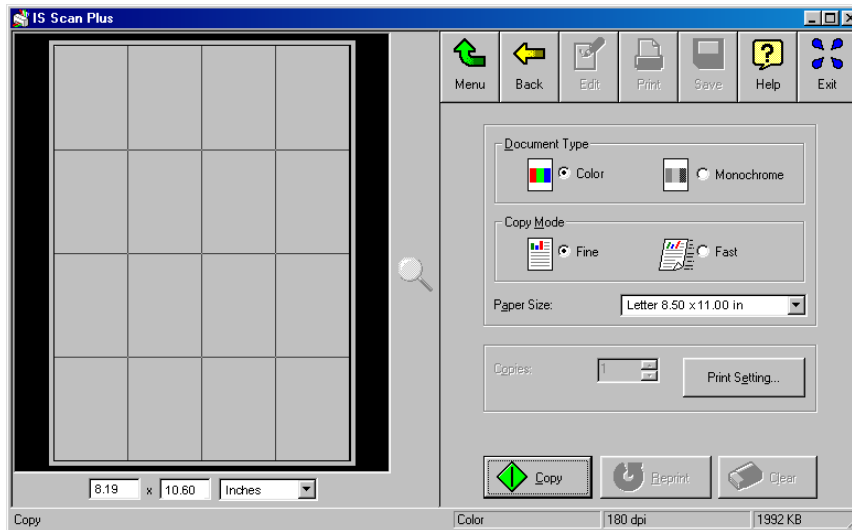 IS Scan Plus
Menu Back Edit Print Save Help Exit
Document Type
Color Monochrome
Copy Mode
Fine Fast
Paper Size: Letter 8.50 x 11.00 in
Copies: 1 Print Setting...
Copy Reprint Clear
8.19 x 10.60 Inches
Copy Color 180 dpi 1992 KB